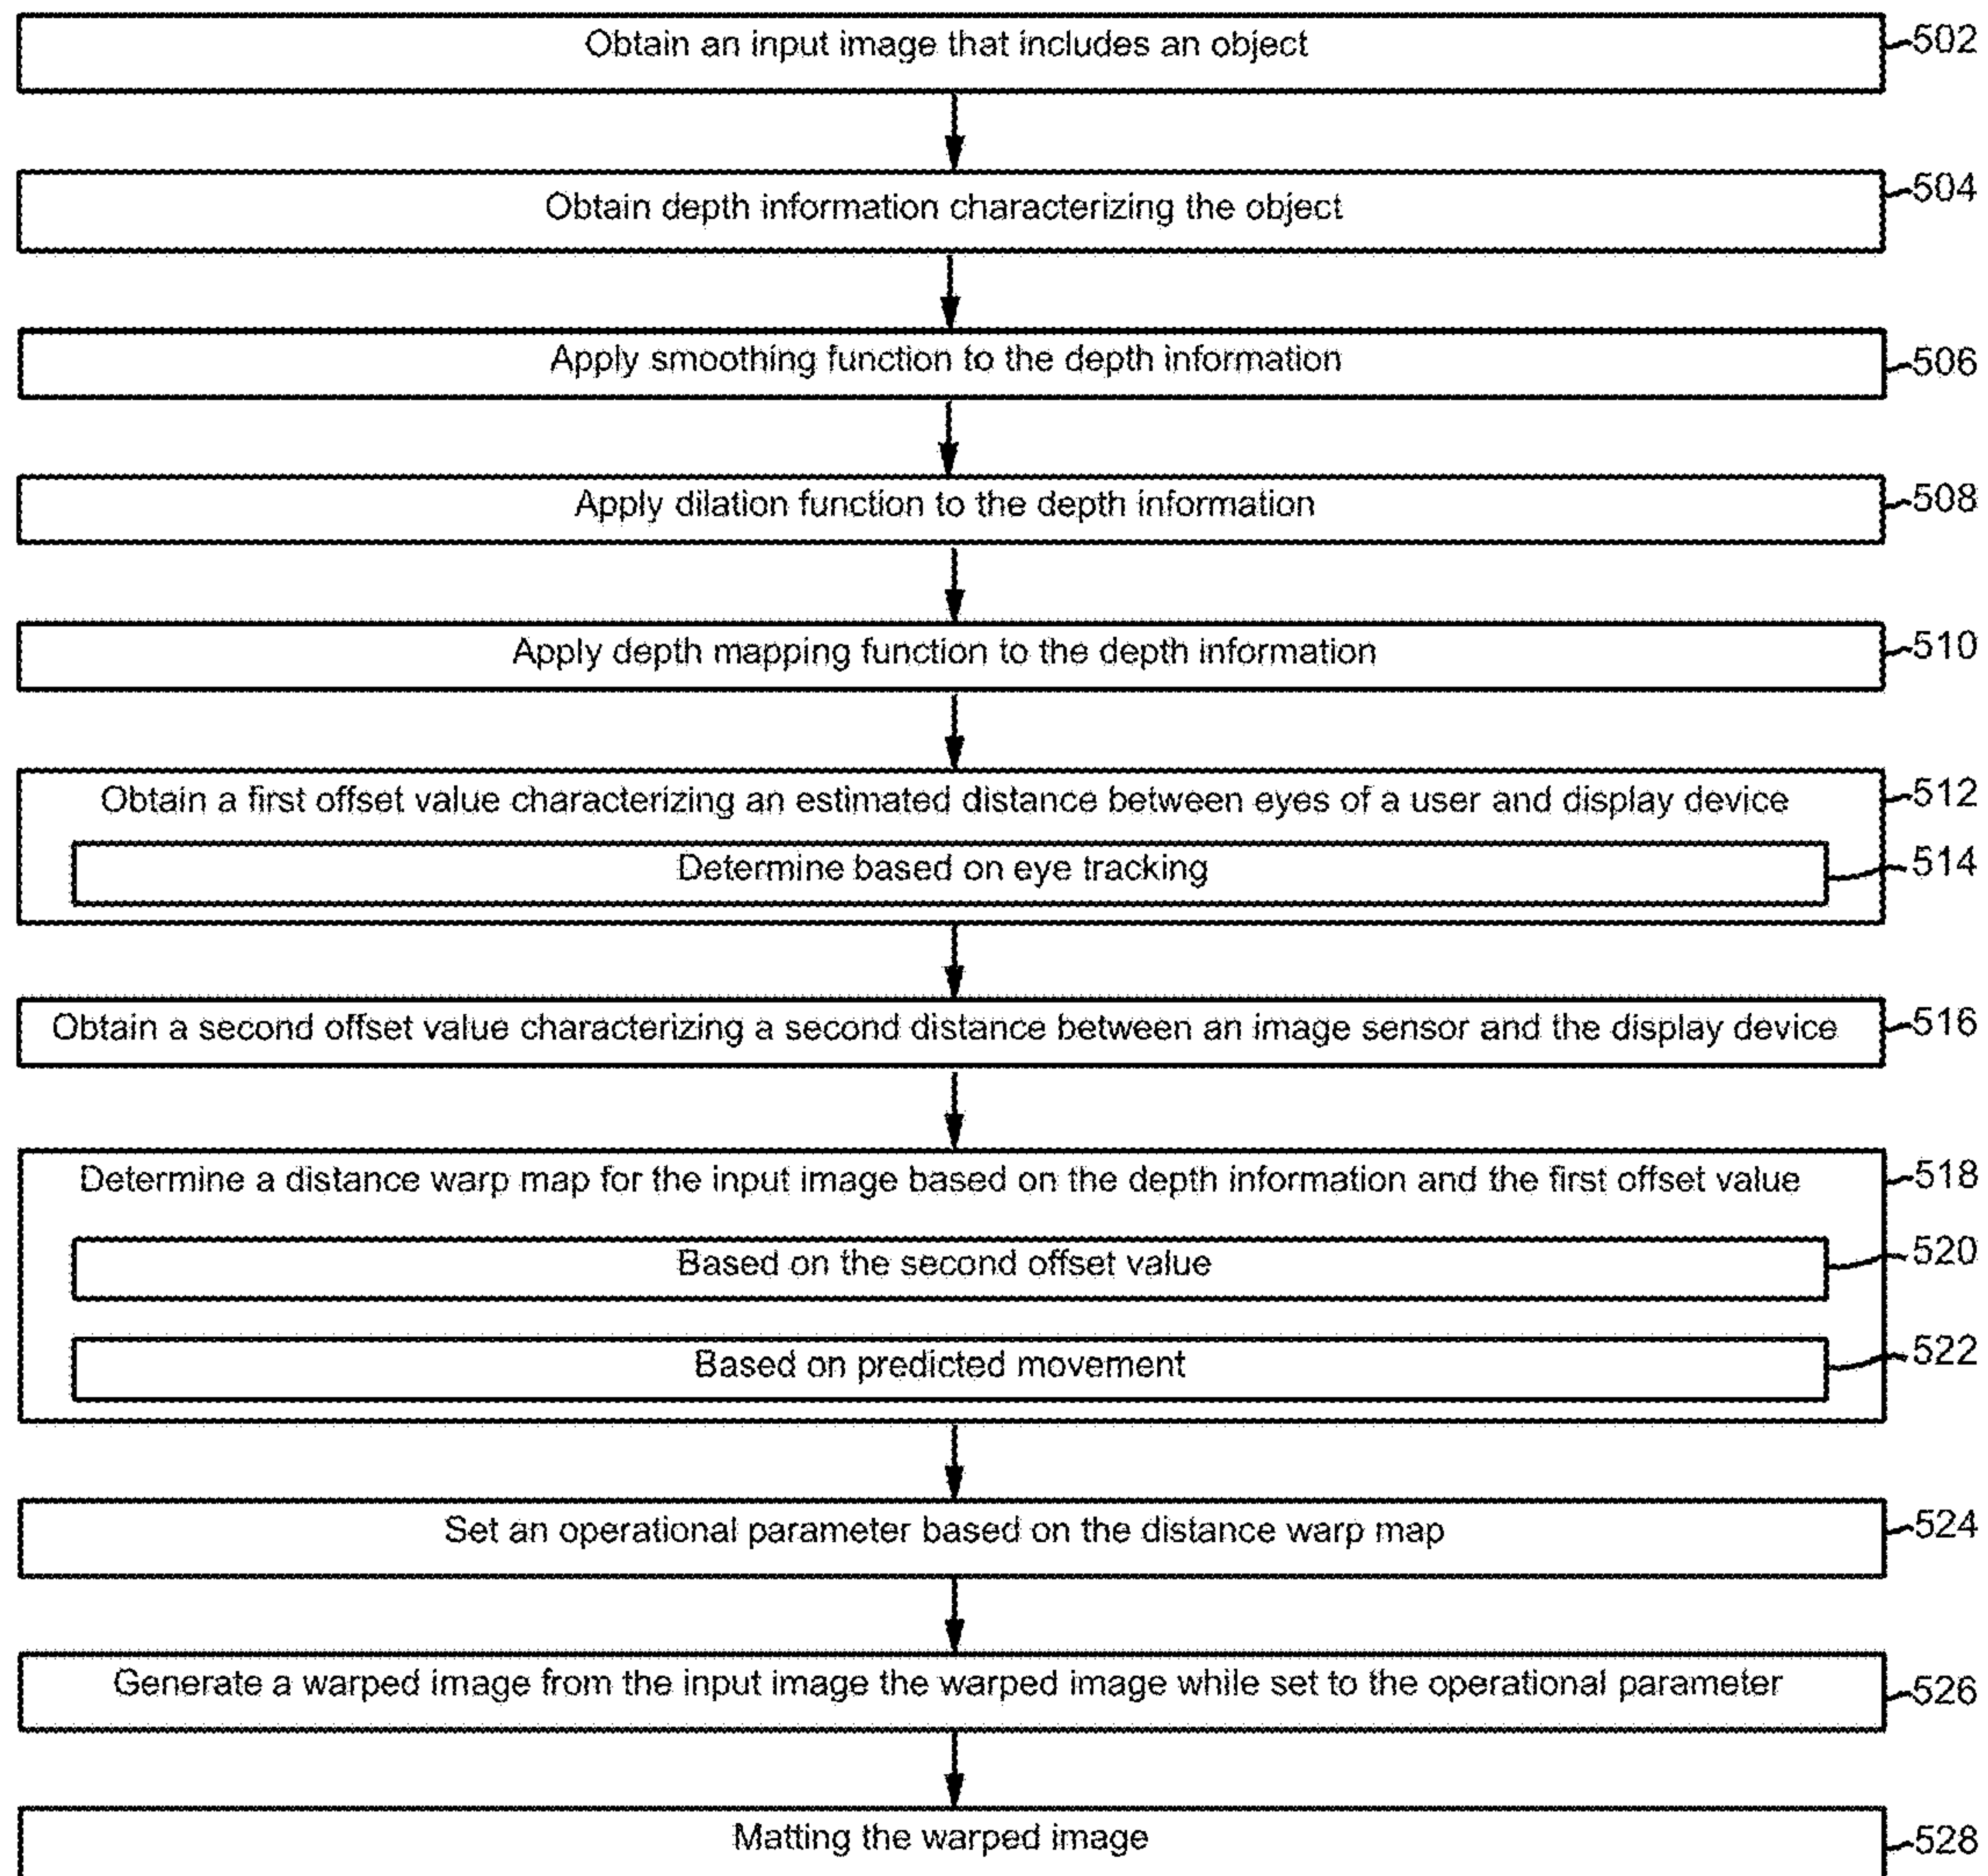 Obtain an input image that includes an object 502
Obtain depth information characterizing the object 504
Apply smoothing function to the depth information 506
Apply dilation function to the depth information 508
Apply depth mapping function to the depth information 510
Obtain a first offset value characterizing an estimated distance between eyes of a user and display device 512
Determine based on eye tracking 514
Obtain a second offset value characterizing a second distance between an image sensor and the display device 516
Determine a distance warp map for the input image based on the depth information and the first offset value 518
Based on the second offset value 520
Based on predicted movement 522
Set an operational parameter based on the distance warp map 524
Generate a warped image from the input image the warped image while set to the operational parameter 526
Matting the warped image 528